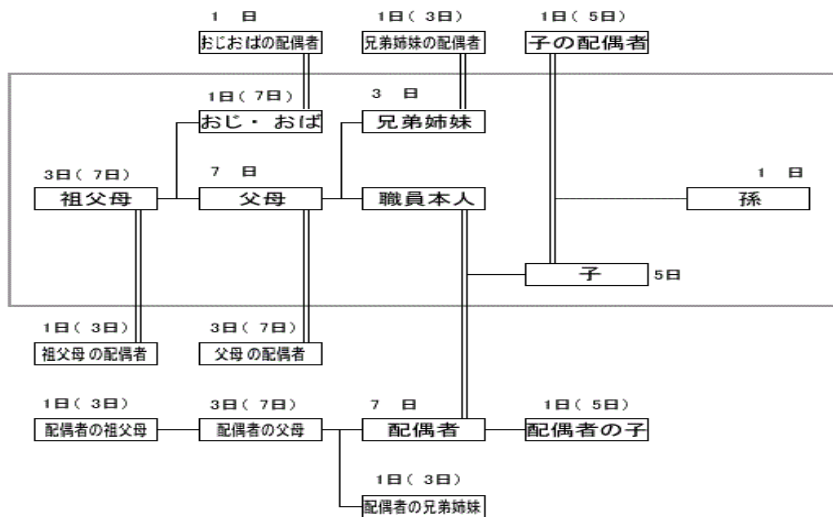 1 日 1日( 3日) 1日( 5日)
おじおばの配偶者 兄弟姉妹の配偶者 子の配偶者
1日( 7日) 3 日
おじ・おば 兄弟姉妹
3日( 7日) 7 日 1 日
祖父母 父母 職員本人 孫
子 5日
1日( 3日) 3日( 7日)
祖父母の配偶者 父母の配偶者
1日( 3日) 3日( 7日) 7 日 1日( 5日)
配偶者の祖父母 配偶者の父母 配偶者 配偶者の子
1日( 3日)
配偶者の兄弟姉妹